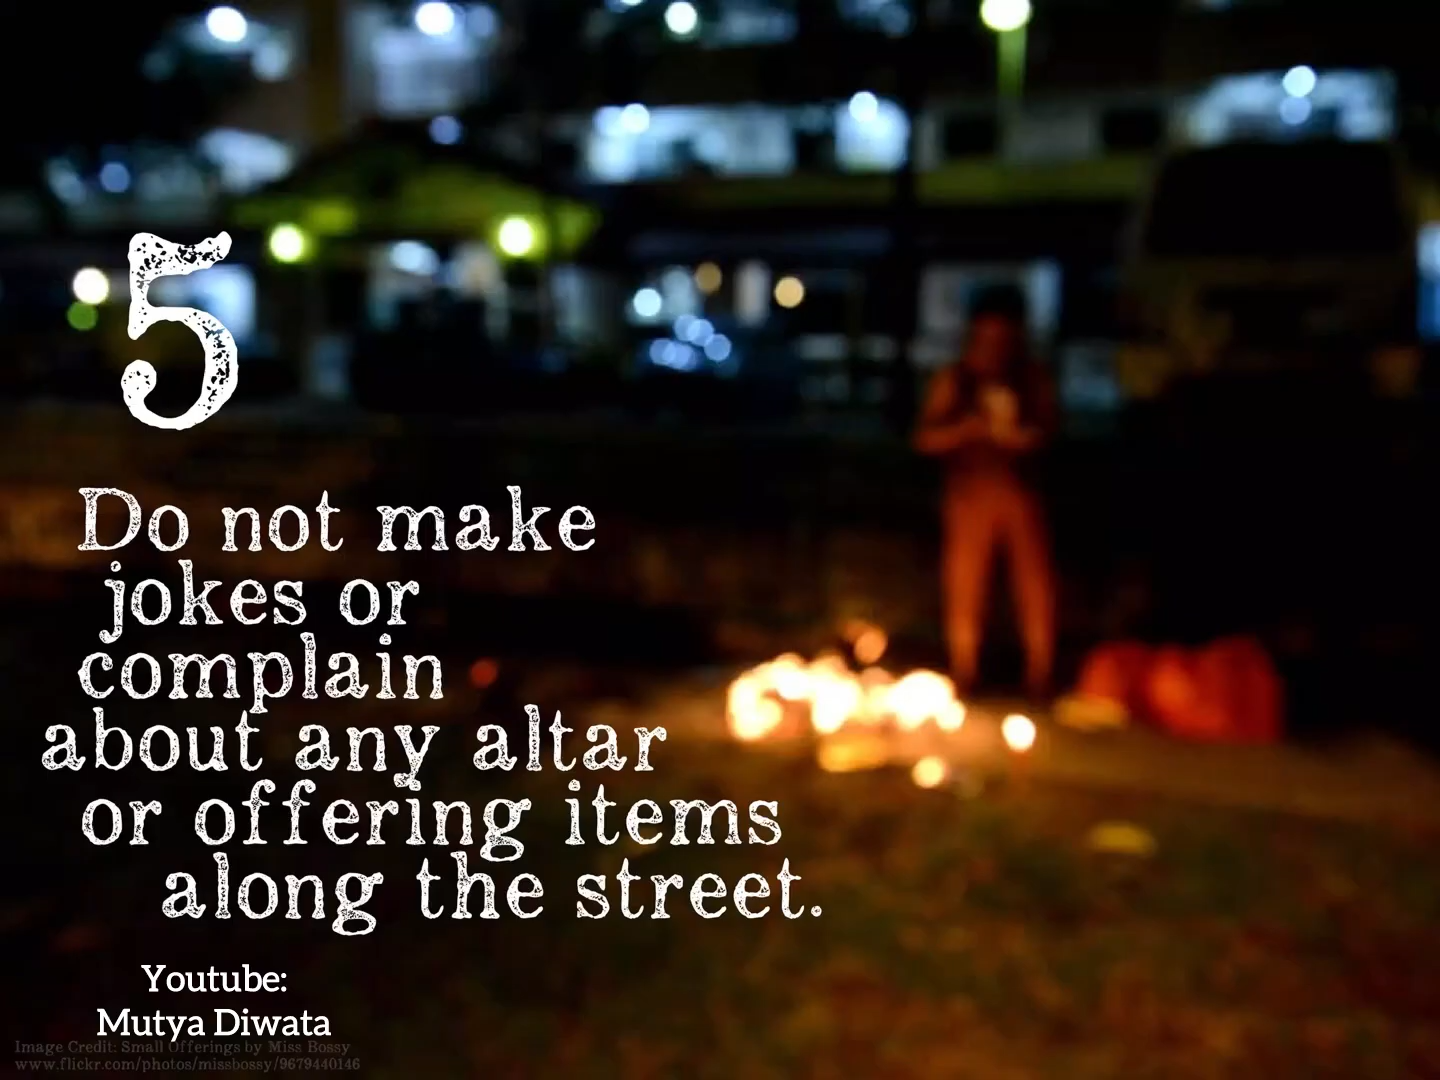 5
Do not make
jokes or
complain
about any altar
or offering items
along the street.
Youtube:
Mutya Diwata
Image Credit: Small Offerings by Miss Bossy
www.flickr.com/photos/missbossy/9679440146